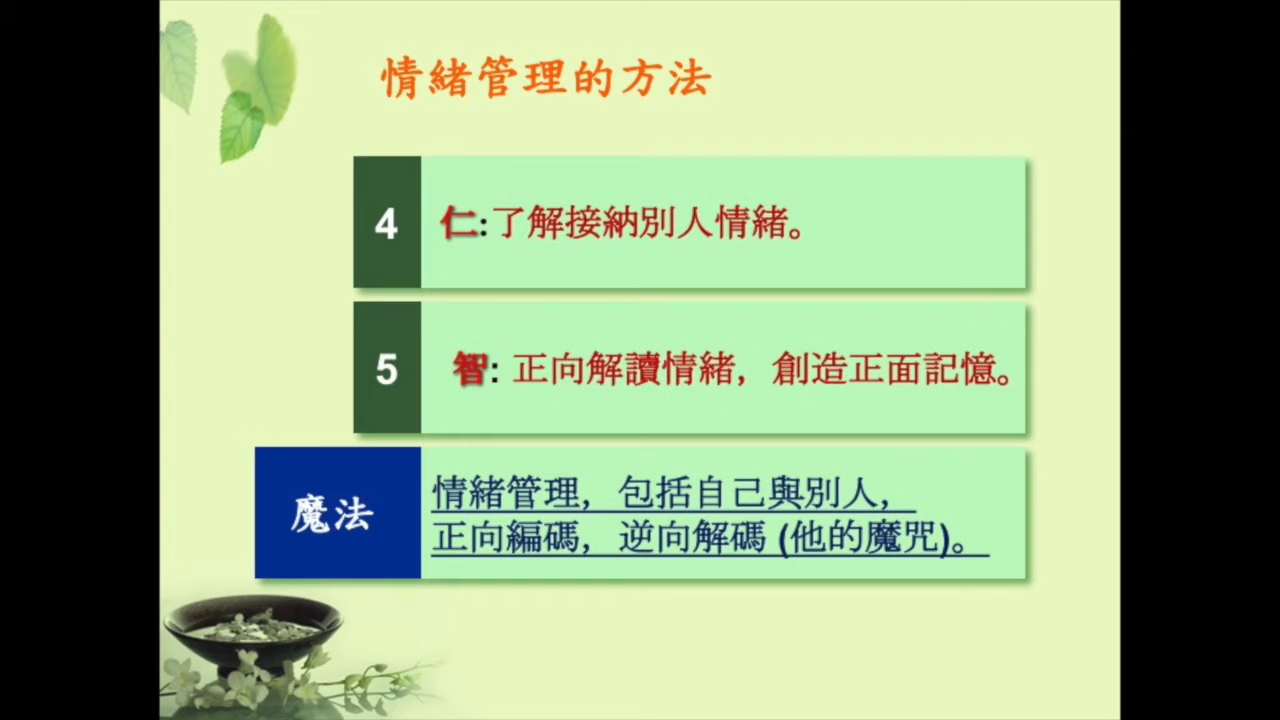 情緒管理的方法
4 仁:了解接納別人情緒。
5 智: 正向解讀情緒，創造正面記憶。
魔法 情緒管理，包括自己與別人，
正向編碼，逆向解碼 (他的魔咒)。